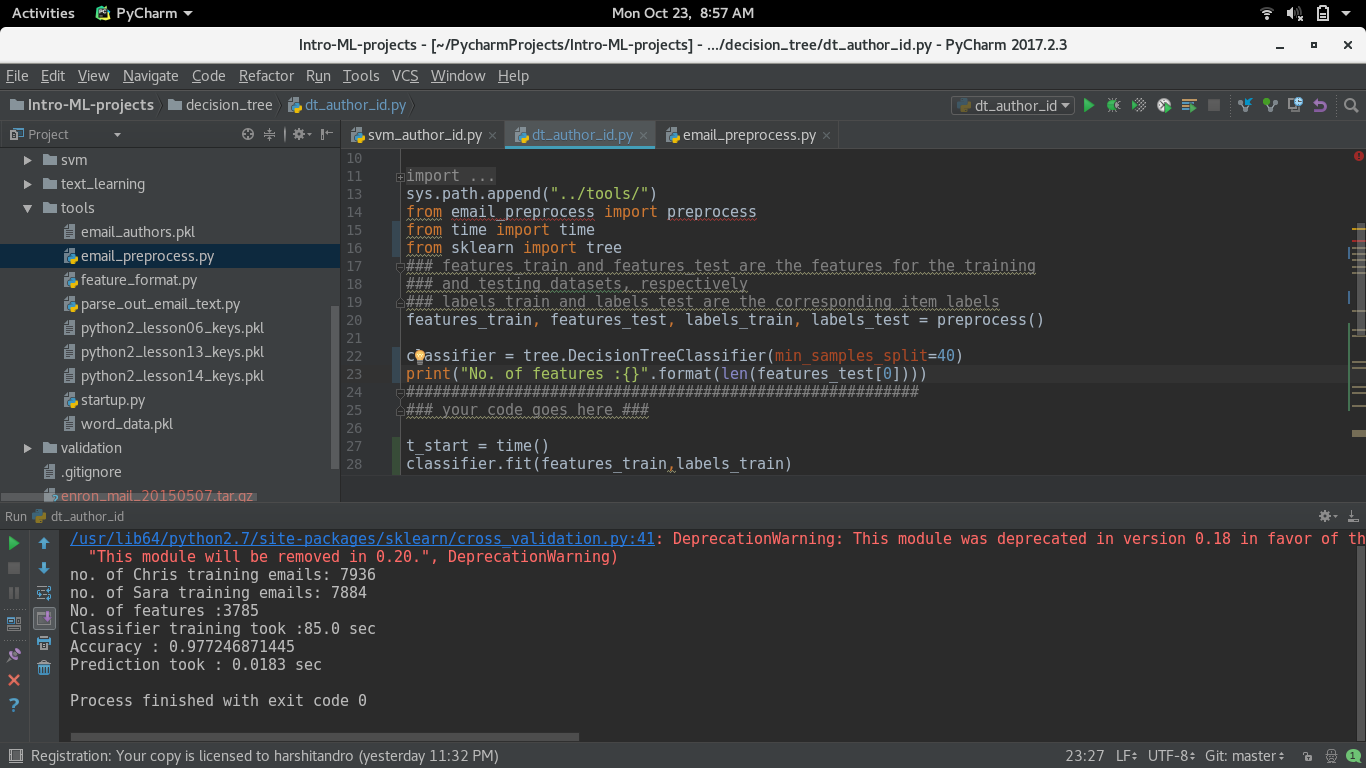 Activities PyCharm Mon Oct 23, 8:57 AM
Intro-ML-projects - [~/PycharmProjects/Intro-ML-projects] - .../decision_tree/dt_author_id.py - PyCharm 2017.2.3
File Edit View Navigate Code Refactor Run Tools VCS Window Help
Intro-ML-projects decision_tree dt_author_id.py dt_author_id
Project
svm_author_id.py dt_author_id.py email_preprocess.py
svm
text_learning
tools
email_authors.pkl
email_preprocess.py
feature_format.py
parse_out_email_text.py
python2_lesson06_keys.pkl
python2_lesson13_keys.pkl
python2_lesson14_keys.pkl
startup.py
word_data.pkl
validation
.gitignore
enron_mail_20150507.tar.gz
10
11 import ...
13 sys.path.append("../tools/")
14 from email_preprocess import preprocess
15 from time import time
16 from sklearn import tree
17 ### features_train and features_test are the features for the training
18 ### and testing datasets, respectively
19 ### labels_train and labels_test are the corresponding item labels
20 features_train, features_test, labels_train, labels_test = preprocess()
21
22 classifier = tree.DecisionTreeClassifier(min_samples_split=40)
23 print("No. of features :{}".format(len(features_test[0])))
24 #########################################################
25 ### your code goes here ###
26
27 t_start = time()
28 classifier.fit(features_train,labels_train)
Run dt_author_id
/usr/lib64/python2.7/site-packages/sklearn/cross_validation.py:41: DeprecationWarning: This module was deprecated in version 0.18 in favor of th
"This module will be removed in 0.20.", DeprecationWarning)
no. of Chris training emails: 7936
no. of Sara training emails: 7884
No. of features :3785
Classifier training took :85.0 sec
Accuracy : 0.977246871445
Prediction took : 0.0183 sec
Process finished with exit code 0
Registration: Your copy is licensed to harshitandro (yesterday 11:32 PM) 23:27 LF UTF-8 Git: master 1